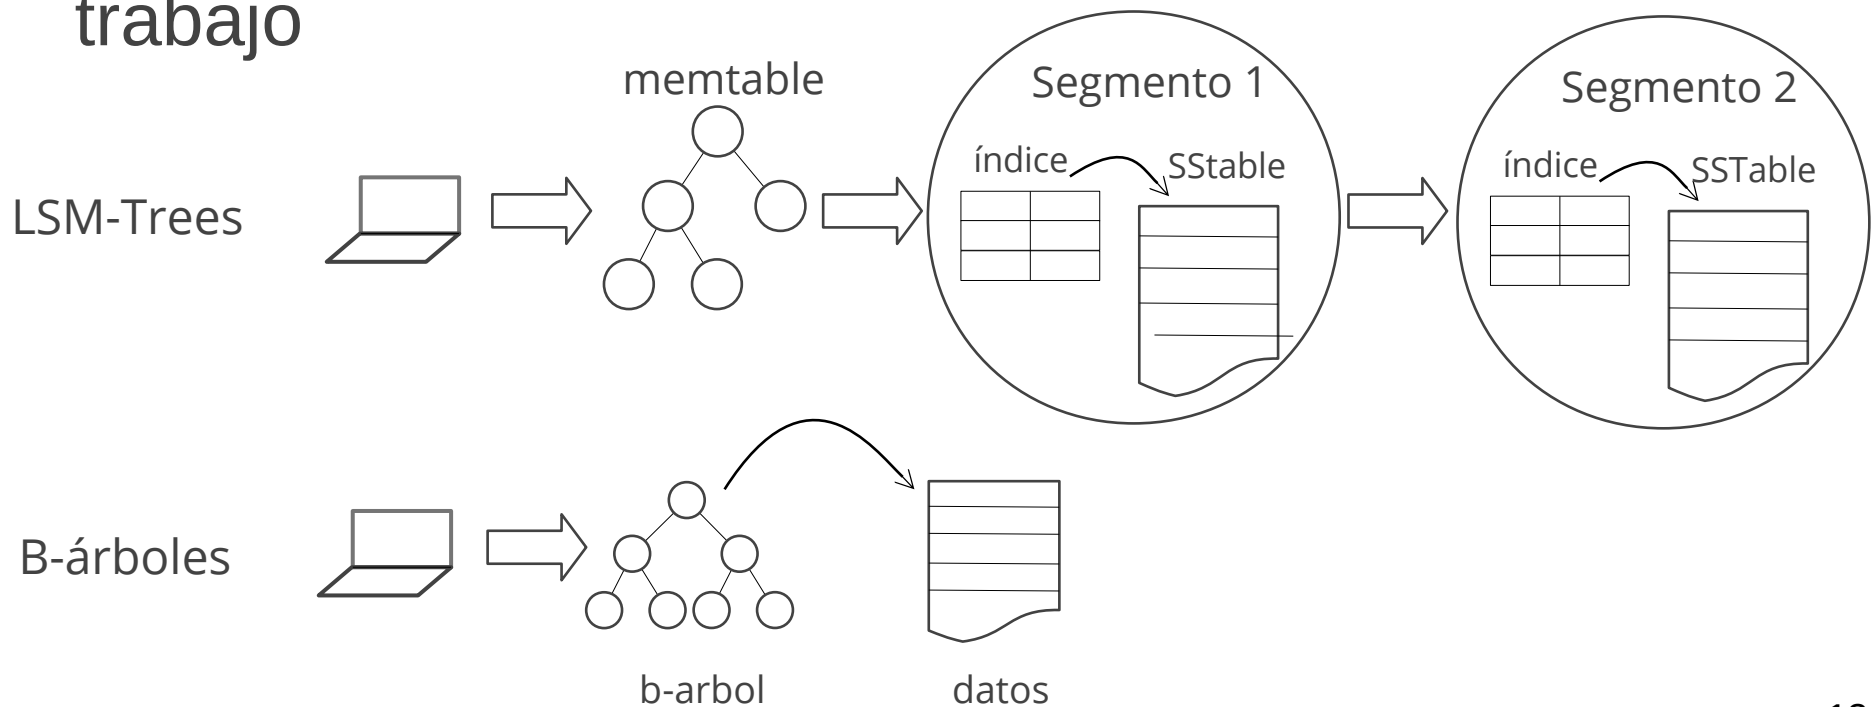 trabajo
memtable
Segmento 1
Segmento 2
índice
SStable
índice
SSTable
LSM-Trees
B-árboles
b-arbol
datos